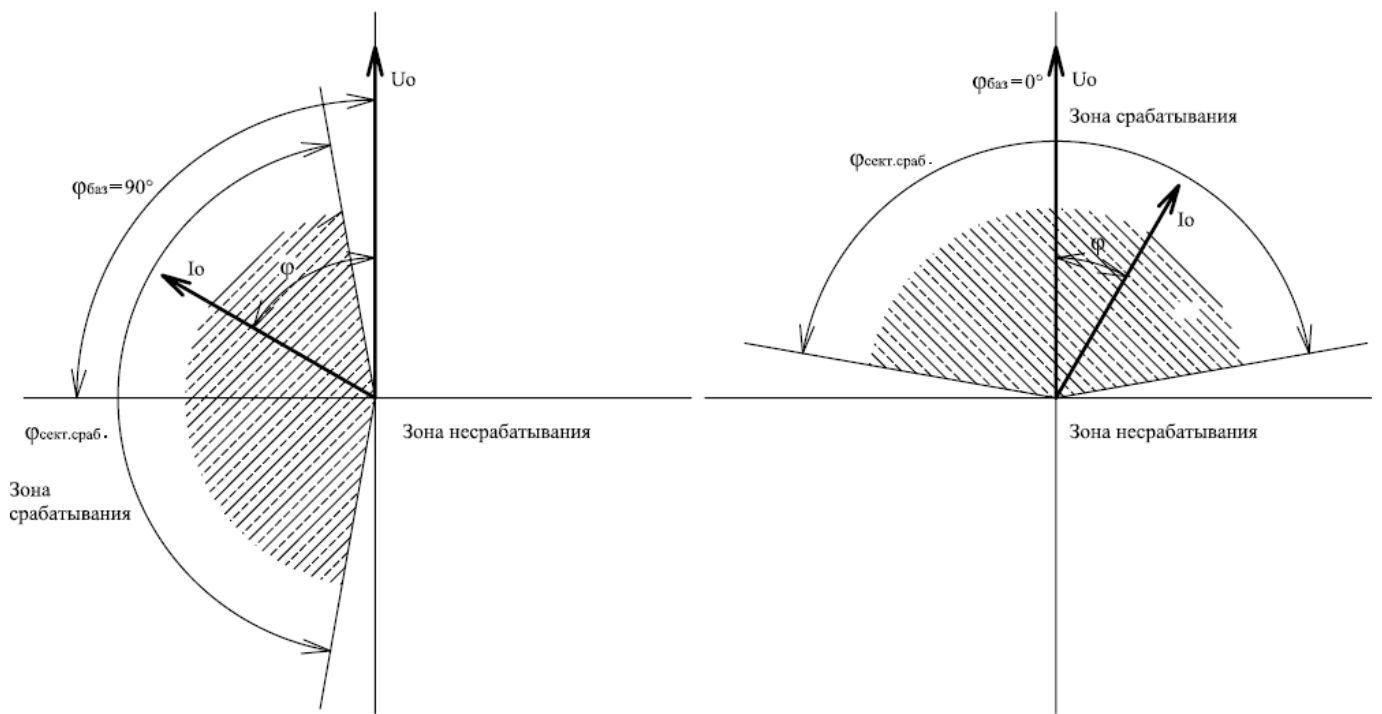 Uo
φбаз=90°
Io
φ
φсект.сраб.
Зона несрабатывания
Зона
срабатывания
φбаз=0°
Uo
Зона срабатывания
φсект.сраб.
Io
φ
Зона несрабатывания